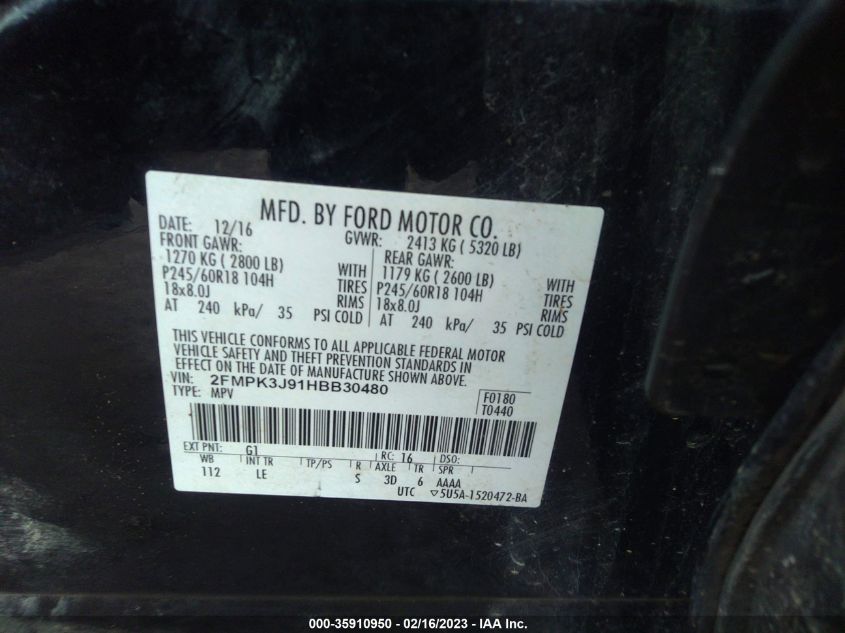 MFD. BY FORD MOTOR CO.
DATE: 12/16 GVWR: 2413 KG ( 5320 LB)
FRONT GAWR: REAR GAWR:
1270 KG ( 2800 LB) WITH 1179 KG ( 2600 LB) WITH
P245/60R18 104H TIRES P245/60R18 104H TIRES
18x8.0J RIMS 18x8.0J RIMS
AT 240 kPa/ 35 PSI COLD AT 240 kPa/ 35 PSI COLD
THIS VEHICLE CONFORMS TO ALL APPLICABLE FEDERAL MOTOR
VEHICLE SAFETY AND THEFT PREVENTION STANDARDS IN
EFFECT ON THE DATE OF MANUFACTURE SHOWN ABOVE.
VIN: 2FMPK3J91HBB30480 F0180
TYPE: MPV T0440
EXT PNT: G1 RC: 16 DSO:
WB INT TR TP/PS R AXLE TR SPR
112 LE S 3D 6 AAAA
UTC ▽5U5A-1520472-BA
000-35910950 - 02/16/2023 - IAA Inc.